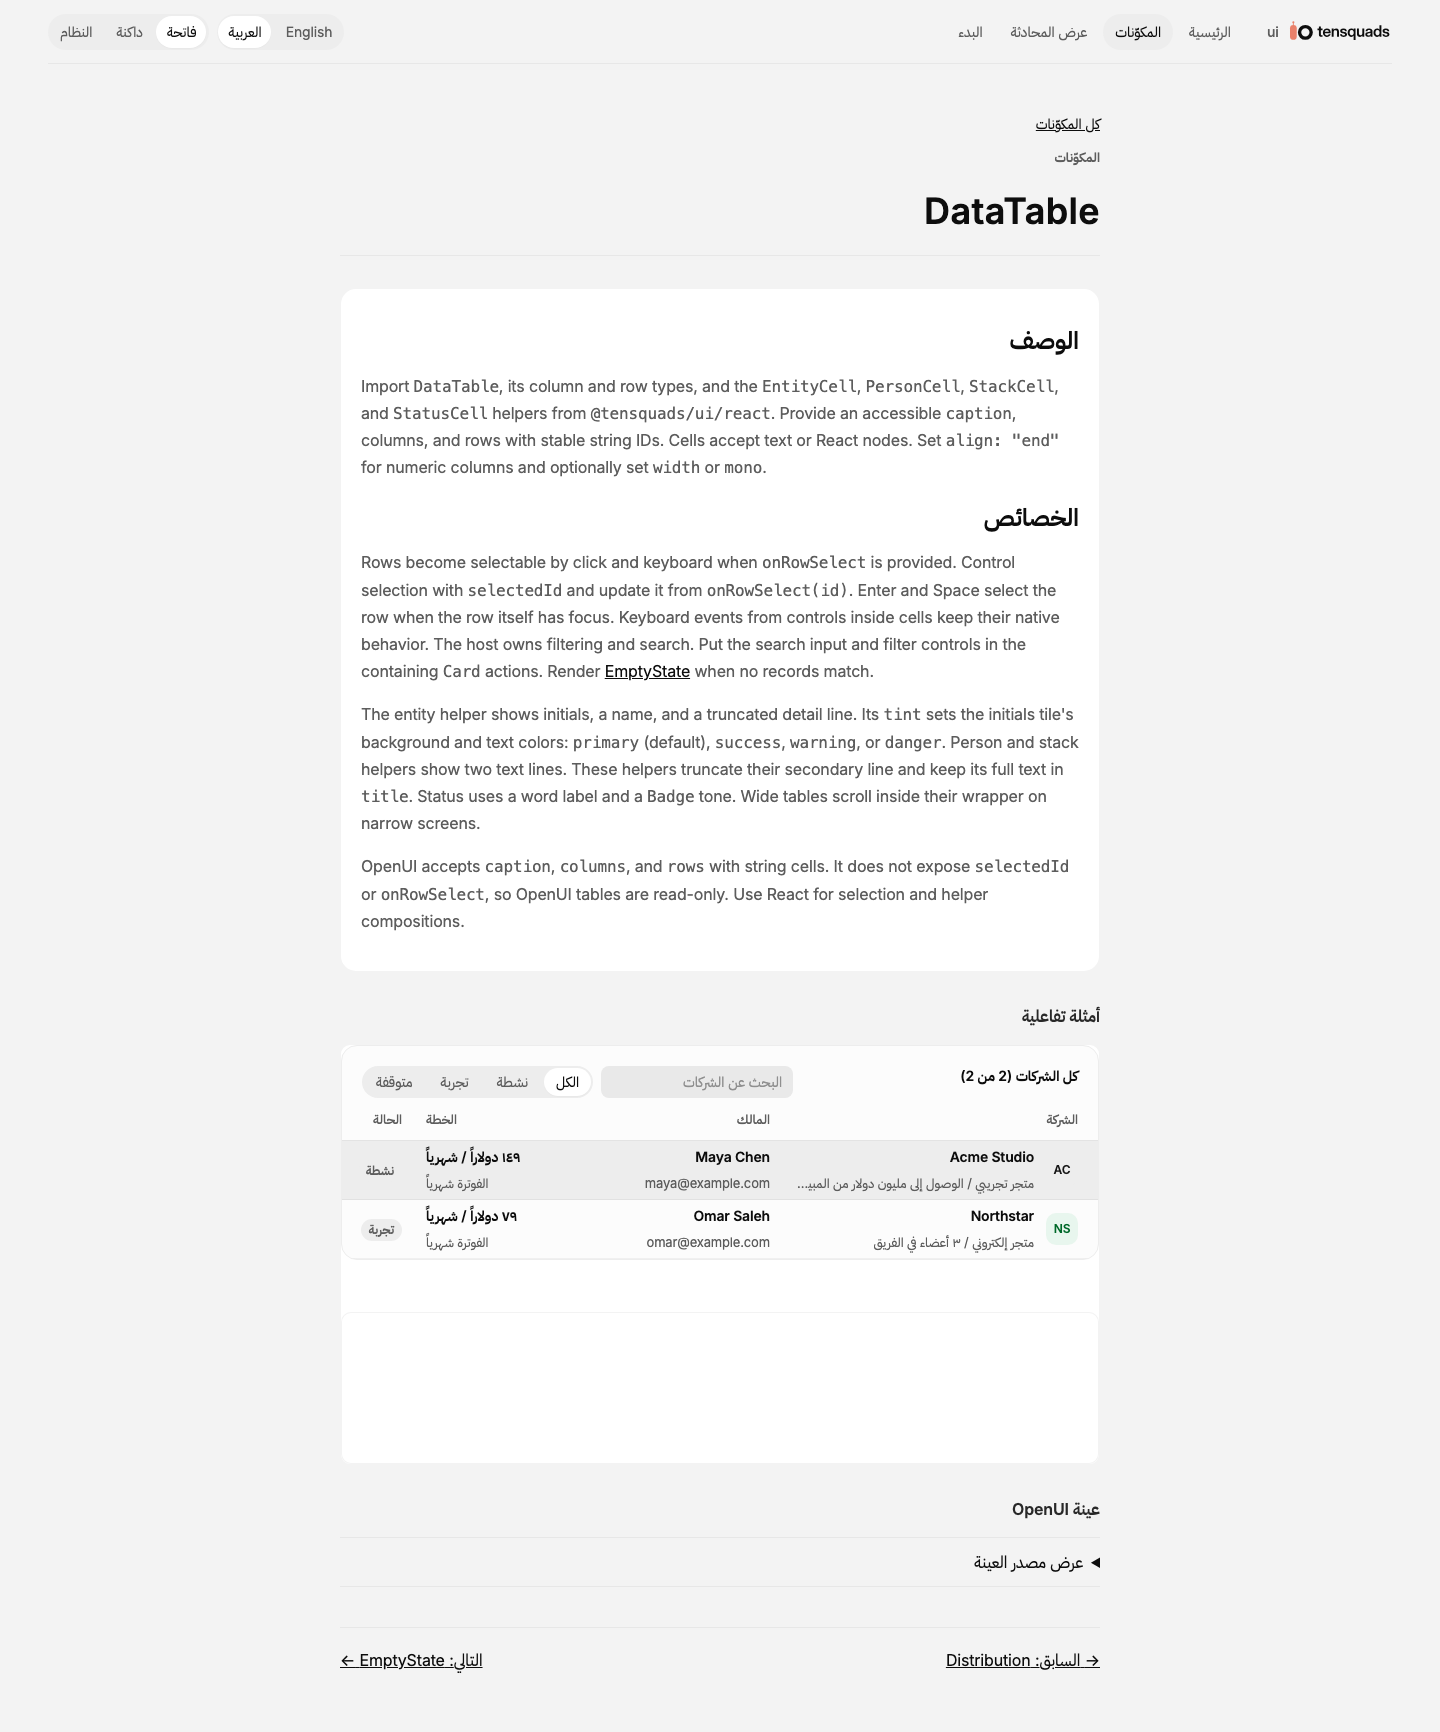 tensquads ui
الرئيسية
المكوّنات
عرض المحادثة
البدء
English
العربية
فاتحة
داكنة
النظام
كل المكوّنات
المكوّنات
DataTable
الوصف
Import DataTable, its column and row types, and the EntityCell, PersonCell, StackCell,
and StatusCell helpers from @tensquads/ui/react. Provide an accessible caption,
columns, and rows with stable string IDs. Cells accept text or React nodes. Set align: "end"
for numeric columns and optionally set width or mono.
الخصائص
Rows become selectable by click and keyboard when onRowSelect is provided. Control
selection with selectedId and update it from onRowSelect(id). Enter and Space select the
row when the row itself has focus. Keyboard events from controls inside cells keep their native
behavior. The host owns filtering and search. Put the search input and filter controls in the
containing Card actions. Render EmptyState when no records match.
The entity helper shows initials, a name, and a truncated detail line. Its tint sets the initials tile's
background and text colors: primary (default), success, warning, or danger. Person and stack
helpers show two text lines. These helpers truncate their secondary line and keep its full text in
title. Status uses a word label and a Badge tone. Wide tables scroll inside their wrapper on
narrow screens.
OpenUI accepts caption, columns, and rows with string cells. It does not expose selectedId
or onRowSelect, so OpenUI tables are read-only. Use React for selection and helper
compositions.
أمثلة تفاعلية
كل الشركات (2 من 2)
البحث عن الشركات
الكل
نشطة
تجربة
متوقفة
الشركة
المالك
الخطة
الحالة
AC
Acme Studio
متجر تجريبي / الوصول إلى مليون دولار من المبيـ...
Maya Chen
maya@example.com
١٤٩ دولاراً / شهرياً
الفوترة شهرياً
نشطة
NS
Northstar
متجر إلكتروني / ٣ أعضاء في الفريق
Omar Saleh
omar@example.com
٧٩ دولاراً / شهرياً
الفوترة شهرياً
تجربة
عينة OpenUI
عرض مصدر العينة
→ السابق: Distribution
التالي: EmptyState ←